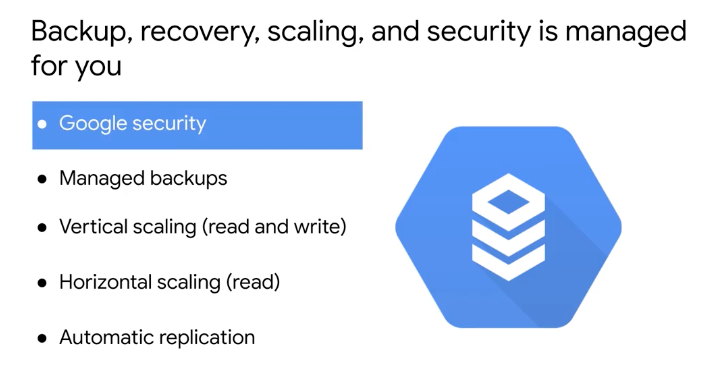 Backup, recovery, scaling, and security is managed
for you
● Google security
● Managed backups
● Vertical scaling (read and write)
● Horizontal scaling (read)
● Automatic replication